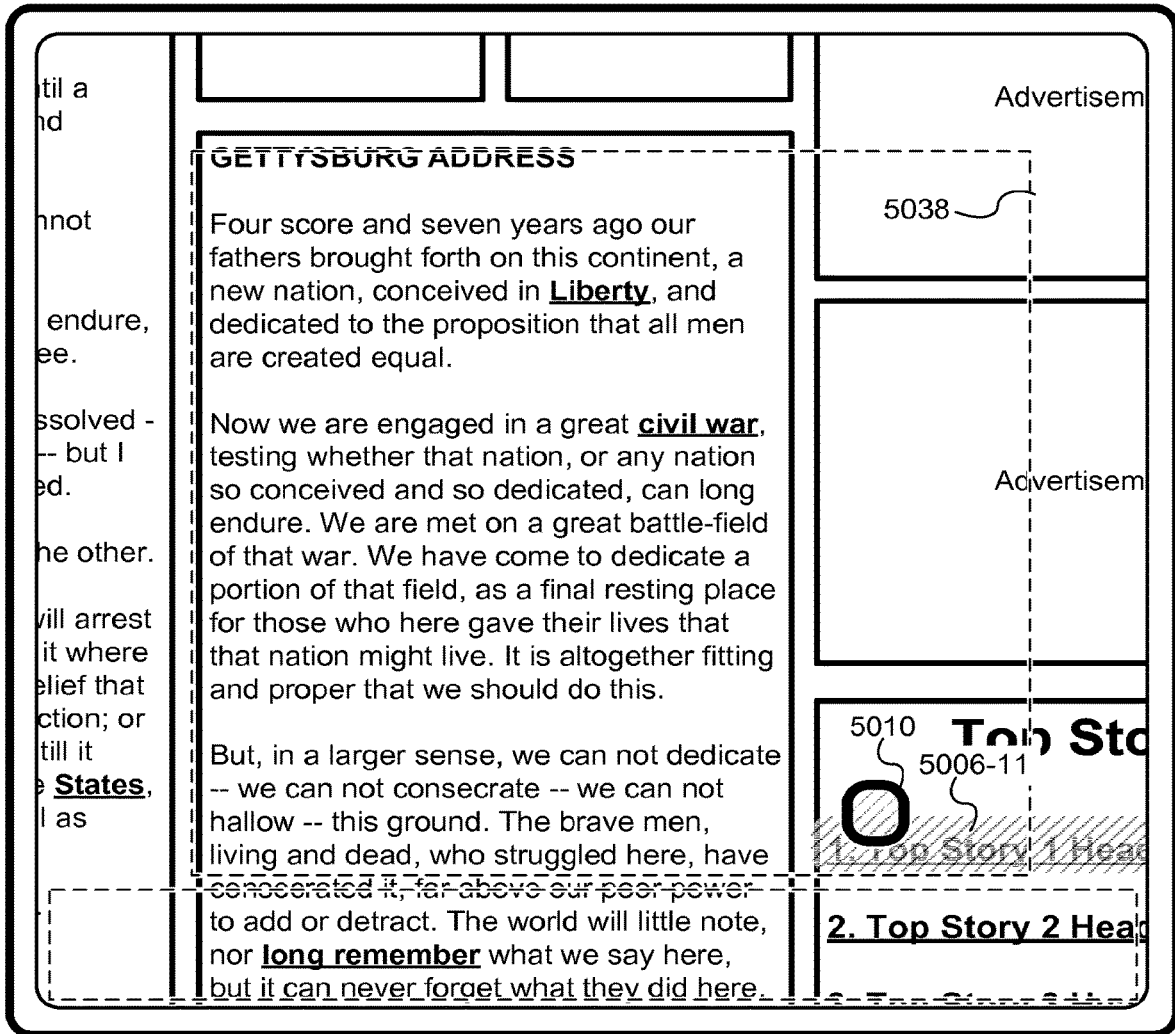 til a
nd
nnot
endure,
ee.
ssolved -
-- but I
ed.
he other.
will arrest
it where
elief that
ction; or
till it
States,
l as
GETTYSBURG ADDRESS
Four score and seven years ago our
fathers brought forth on this continent, a
new nation, conceived in Liberty, and
dedicated to the proposition that all men
are created equal.
Now we are engaged in a great civil war,
testing whether that nation, or any nation
so conceived and so dedicated, can long
endure. We are met on a great battle-field
of that war. We have come to dedicate a
portion of that field, as a final resting place
for those who here gave their lives that
that nation might live. It is altogether fitting
and proper that we should do this.
But, in a larger sense, we can not dedicate
-- we can not consecrate -- we can not
hallow -- this ground. The brave men,
living and dead, who struggled here, have
consecrated it, far above our poor power
to add or detract. The world will little note,
nor long remember what we say here,
but it can never forget what they did here.
Advertisem
5038
Advertisem
Top Sto
5010
5006-11
1. Top Story 1 Head
2. Top Story 2 Head